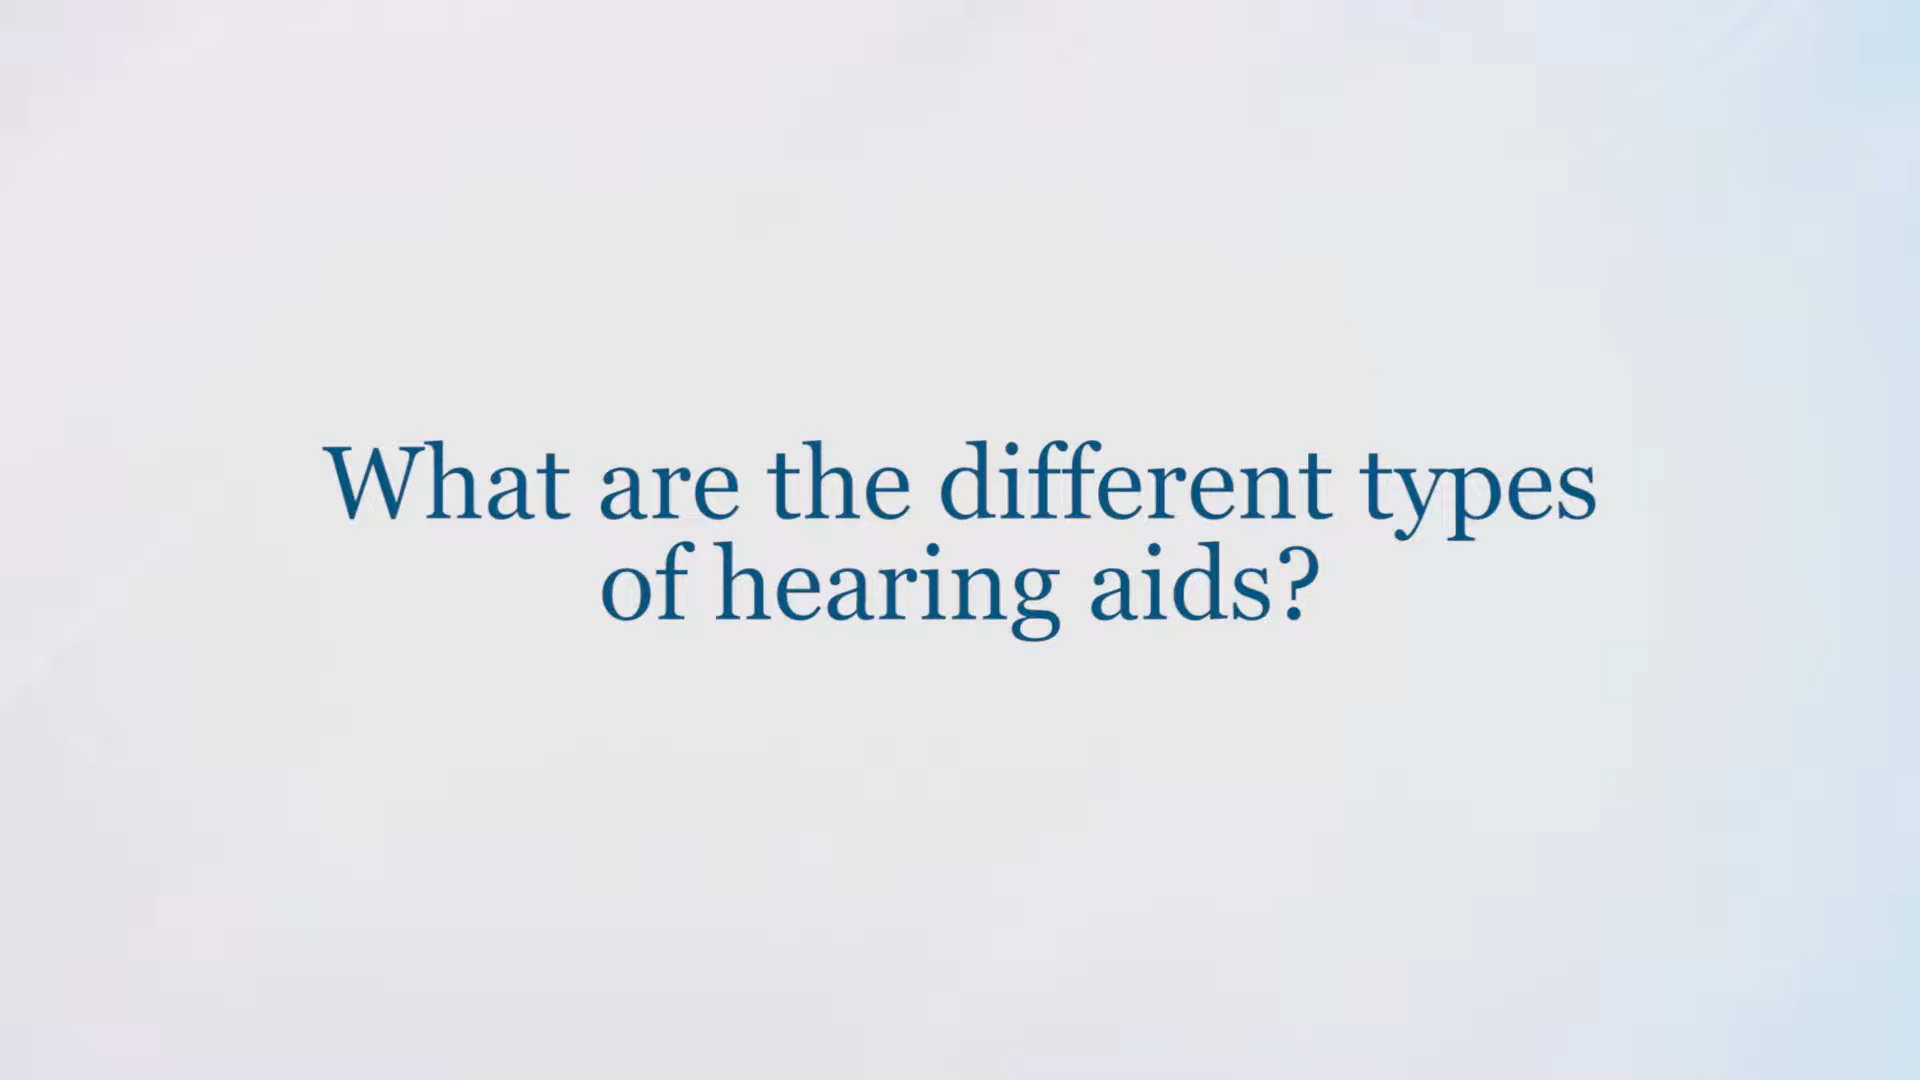 What are the different types
of hearing aids?